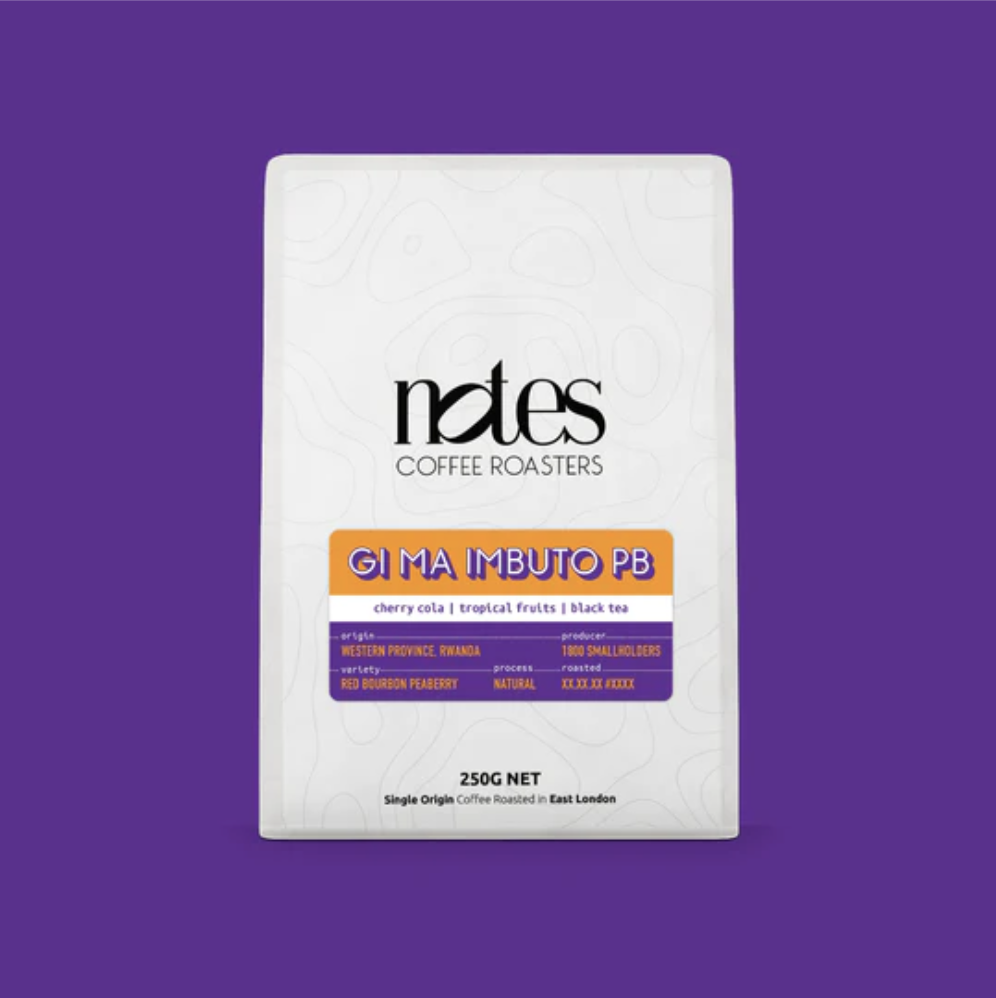 notes
COFFEE ROASTERS
GI MA IMBUTO PB
cherry cola | tropical fruits | black tea
origin producer
WESTERN PROVINCE, RWANDA 1800 SMALLHOLDERS
variety process roasted
RED BOURBON PEABERRY NATURAL XX.XX.XX #XXXX
250G NET
Single Origin Coffee Roasted in East London